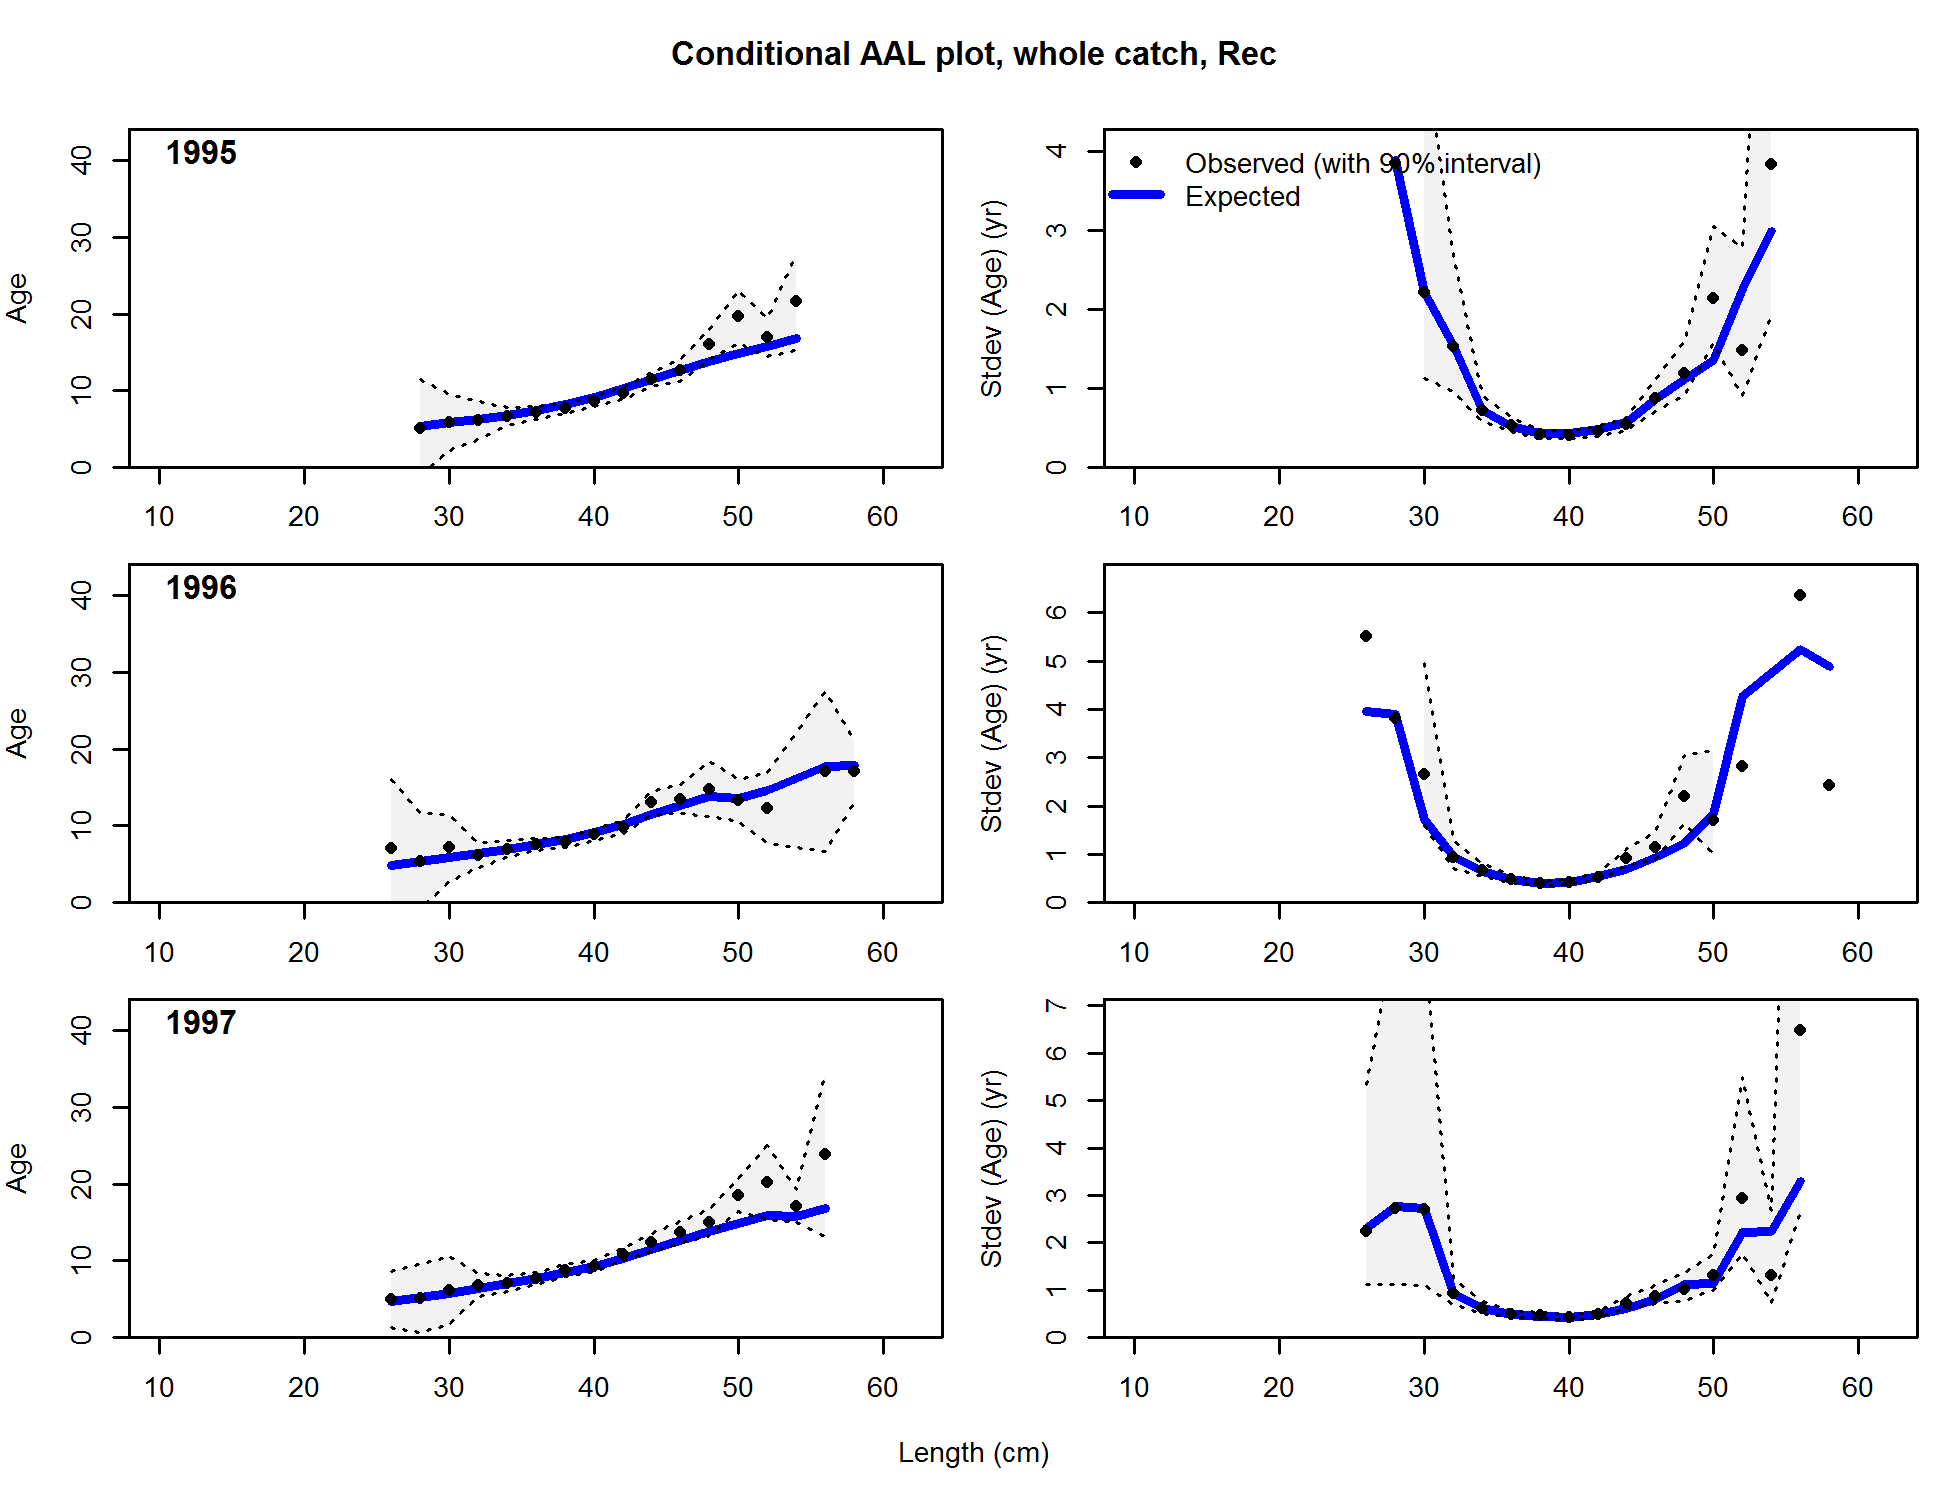 Conditional AAL plot, whole catch, Rec
1995
Age
0 10 20 30 40
10 20 30 40 50 60
Observed (with 90% interval)
Expected
Stdev (Age) (yr)
0 1 2 3 4
10 20 30 40 50 60
1996
Age
0 10 20 30 40
10 20 30 40 50 60
Stdev (Age) (yr)
0 1 2 3 4 5 6
10 20 30 40 50 60
1997
Age
0 10 20 30 40
10 20 30 40 50 60
Stdev (Age) (yr)
0 1 2 3 4 5 6 7
10 20 30 40 50 60
Length (cm)